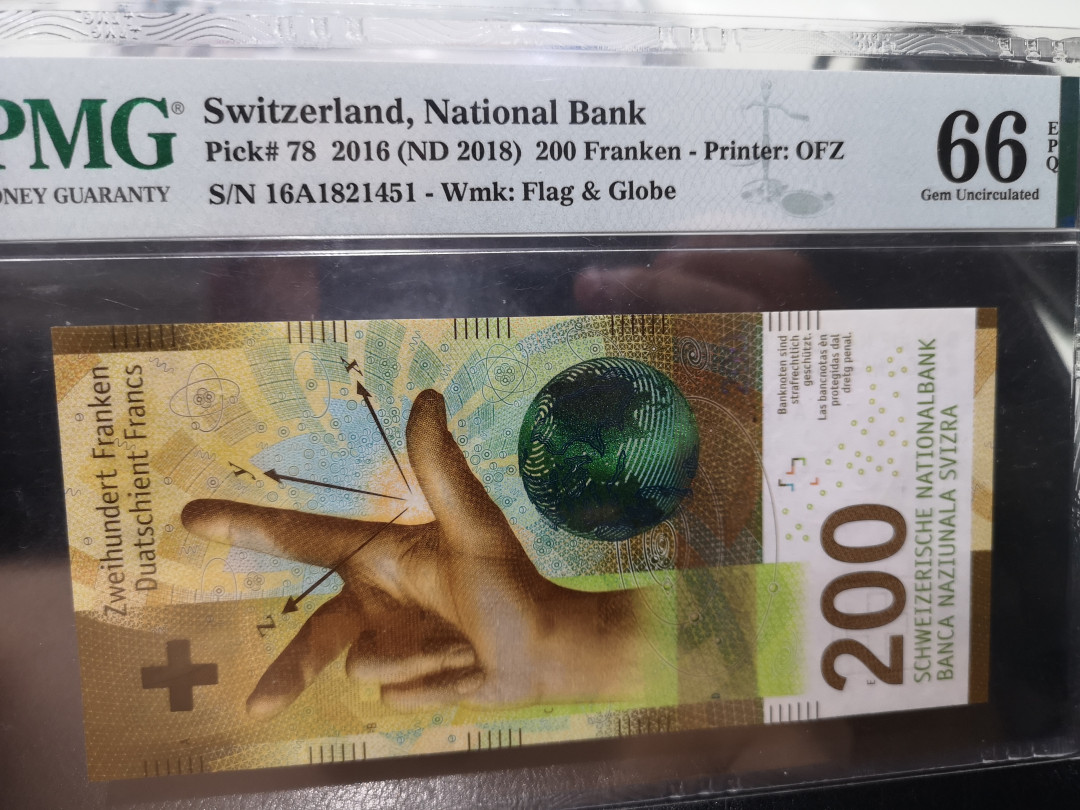 PMG®
ONEY GUARANTY
Switzerland, National Bank
Pick# 78 2016 (ND 2018) 200 Franken - Printer: OFZ
S/N 16A1821451 - Wmk: Flag & Globe
66
EPQ
Gem Uncirculated
Zweihundert Franken
Duatschient Francs
x
y
z
Banknoten sind
strafrechtlich
geschützt.
Las bancnotas èn
protegidas dal
dretg penal.
200
SCHWEIZERISCHE NATIONALBANK
BANCA NAZIUNALA SVIZRA